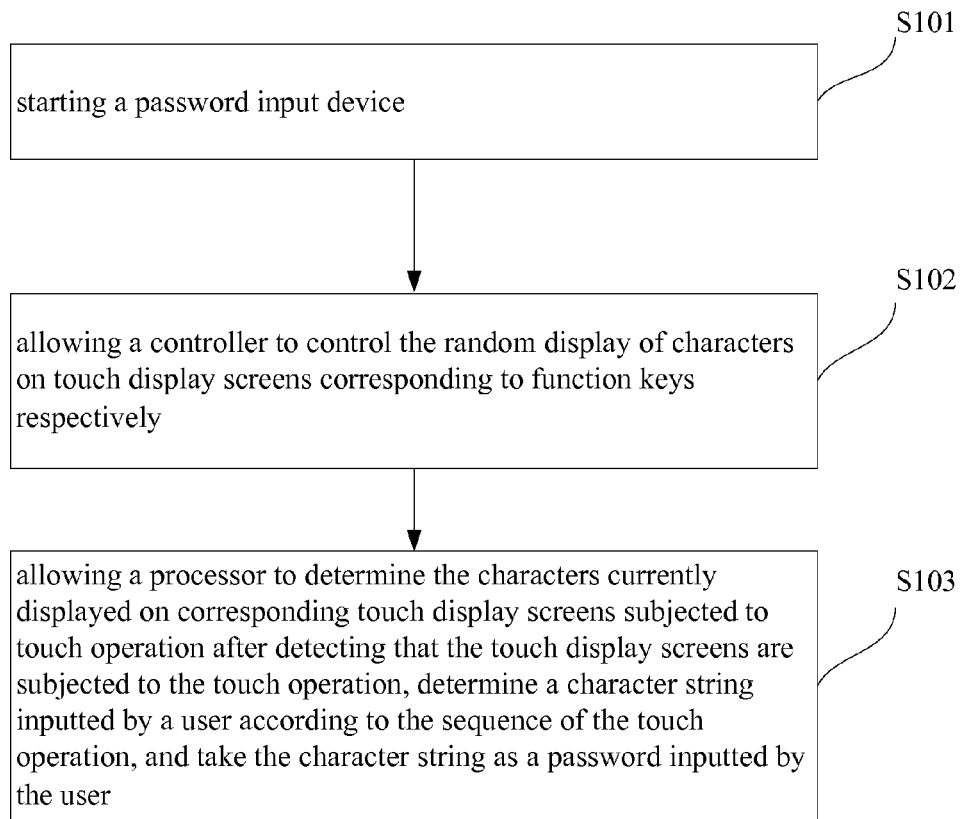 S101
starting a password input device
S102
allowing a controller to control the random display of characters
on touch display screens corresponding to function keys
respectively
S103
allowing a processor to determine the characters currently
displayed on corresponding touch display screens subjected to
touch operation after detecting that the touch display screens are
subjected to the touch operation, determine a character string
inputted by a user according to the sequence of the touch
operation, and take the character string as a password inputted by
the user